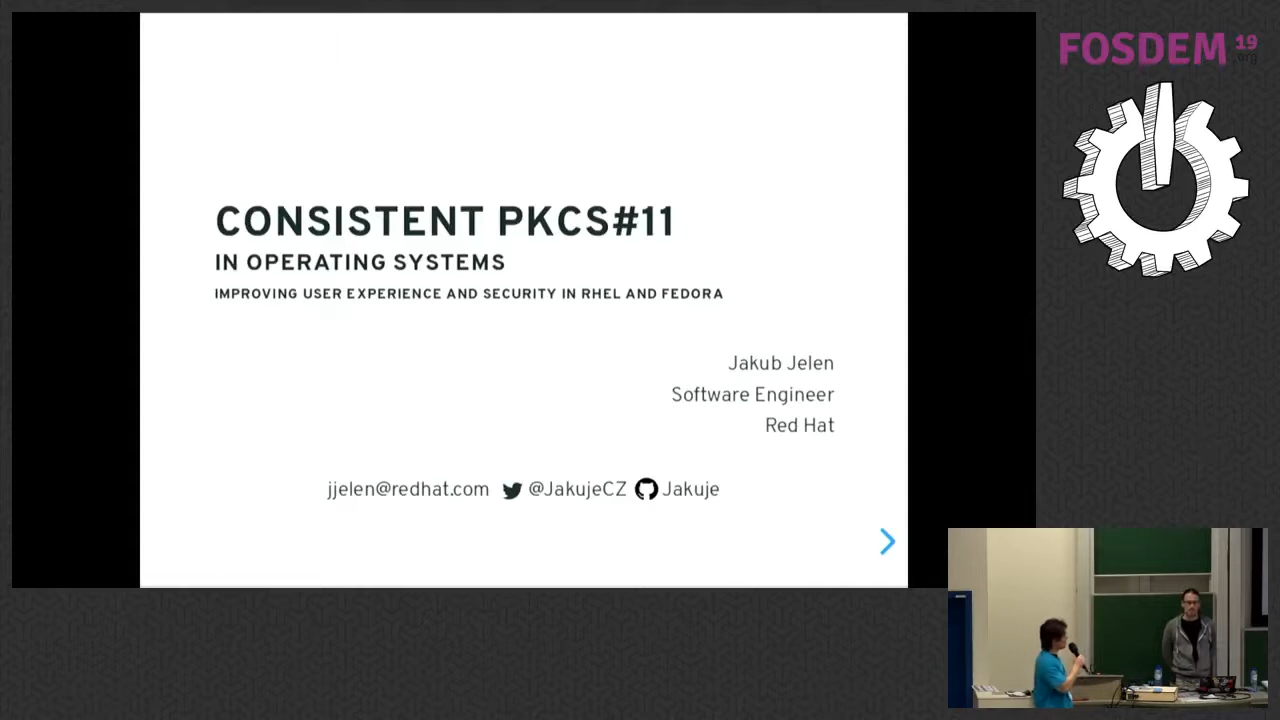 CONSISTENT PKCS#11
IN OPERATING SYSTEMS
IMPROVING USER EXPERIENCE AND SECURITY IN RHEL AND FEDORA
Jakub Jelen
Software Engineer
Red Hat
jjelen@redhat.com @JakujeCZ Jakuje
FOSDEM 19
.org